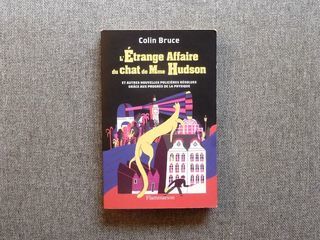 Colin Bruce
L'Étrange Affaire
du chat de Mme Hudson
ET AUTRES NOUVELLES POLICIÈRES RÉSOLUES
GRÂCE AUX PROGRÈS DE LA PHYSIQUE
Flammarion